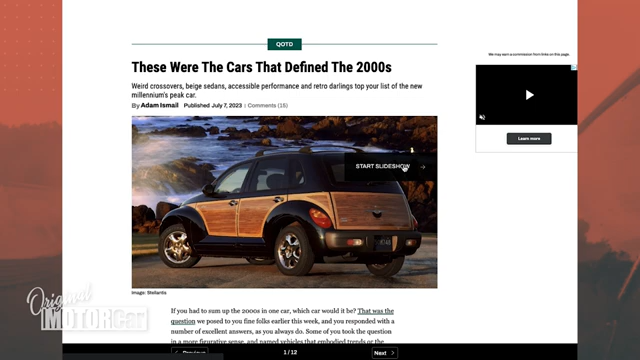 QOTD
These Were The Cars That Defined The 2000s
Weird crossovers, beige sedans, accessible performance and retro darlings top your list of the new
millennium's peak car.
By Adam Ismail Published July 7, 2023 | Comments (15)
We may earn a commission from links on this page.
Learn more
START SLIDESHOW
Image: Stellantis
If you had to sum up the 2000s in one car, which car would it be? That was the
question we posed to you fine folks earlier this week, and you responded with a
number of excellent answers, as you always do. Some of you took the question
in a more figurative sense, and named vehicles that embodied trends or the
Previous
1 / 12
Next
Original
MOTORCAT